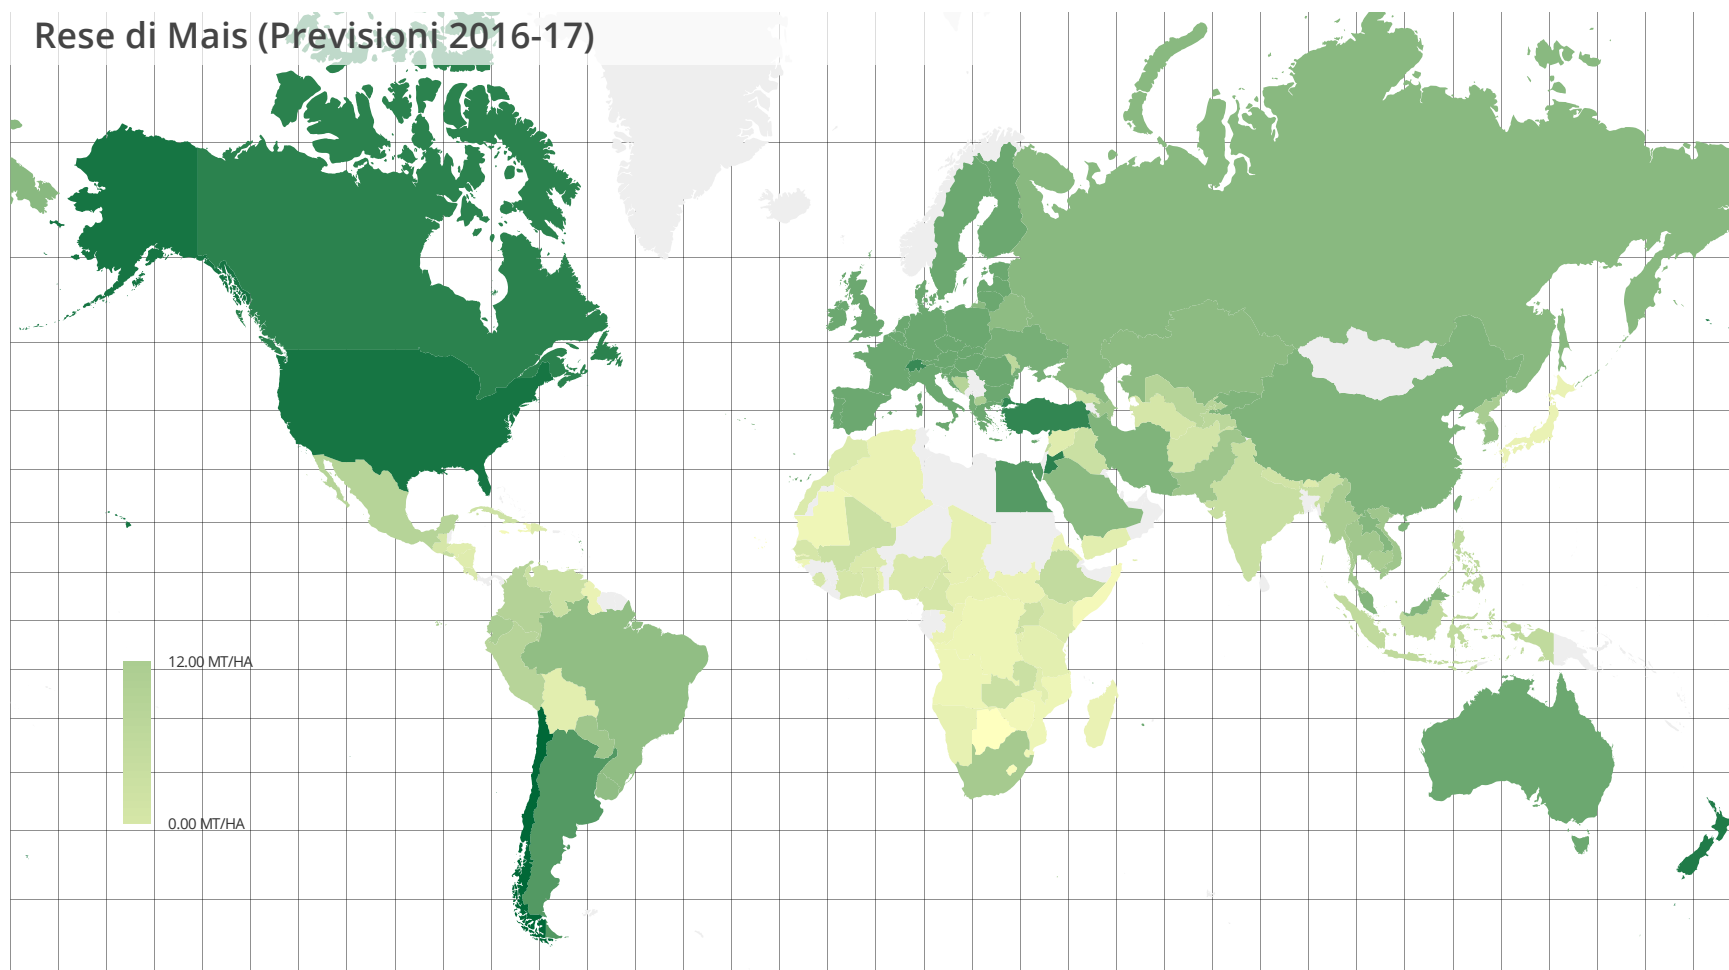 Rese di Mais (Previsioni 2016-17)
12.00 MT/HA
0.00 MT/HA